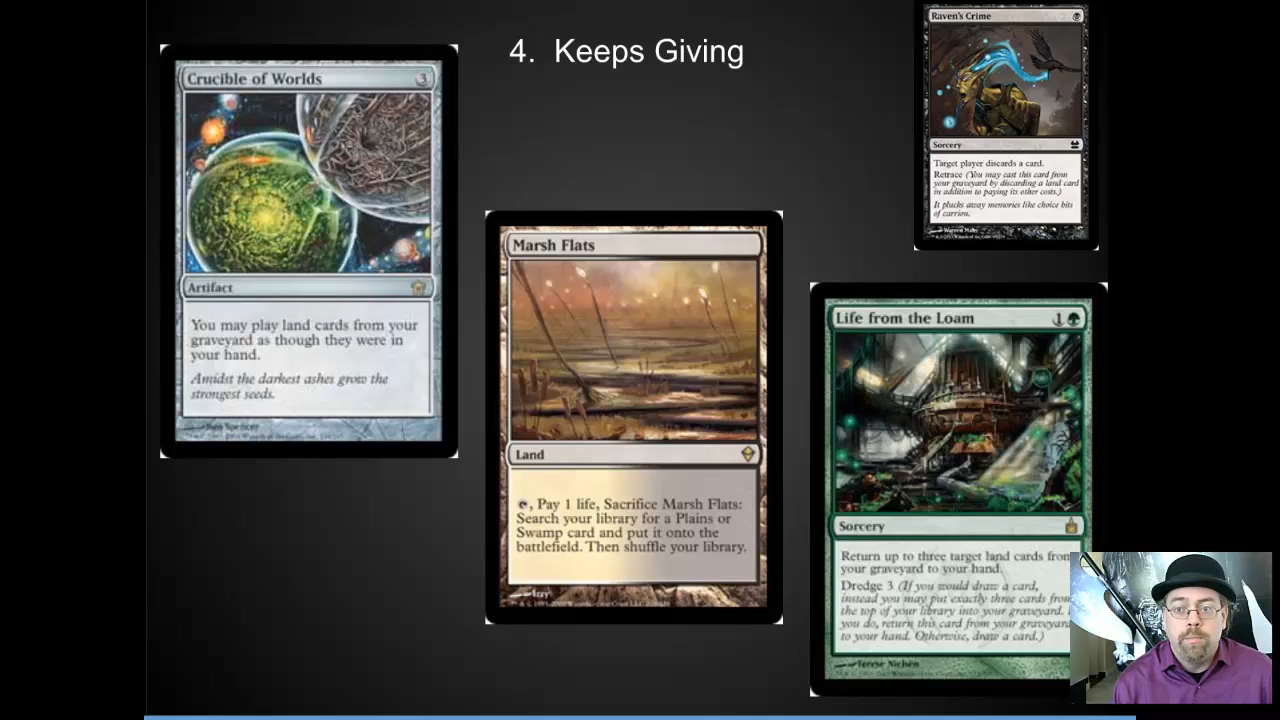 4. Keeps Giving
Crucible of Worlds 3
Artifact
You may play land cards from your
graveyard as though they were in
your hand.
Amidst the darkest ashes grow the
strongest seeds.
Marsh Flats
Land
, Pay 1 life, Sacrifice Marsh Flats:
Search your library for a Plains or
Swamp card and put it onto the
battlefield. Then shuffle your library.
Izzy
Raven's Crime
Sorcery
Target player discards a card.
Retrace (You may cast this card from
your graveyard by discarding a land card
in addition to paying its other costs.)
It plucks away memories like choice bits
of carrion.
Warren Mahy
Life from the Loam 1
Sorcery
Return up to three target land cards from
your graveyard to your hand.
Dredge 3 (If you would draw a card,
instead you may put exactly three cards from
the top of your library into your graveyard.
you do, return this card from your graveyard
to your hand. Otherwise, draw a card.)
Terese Nielsen